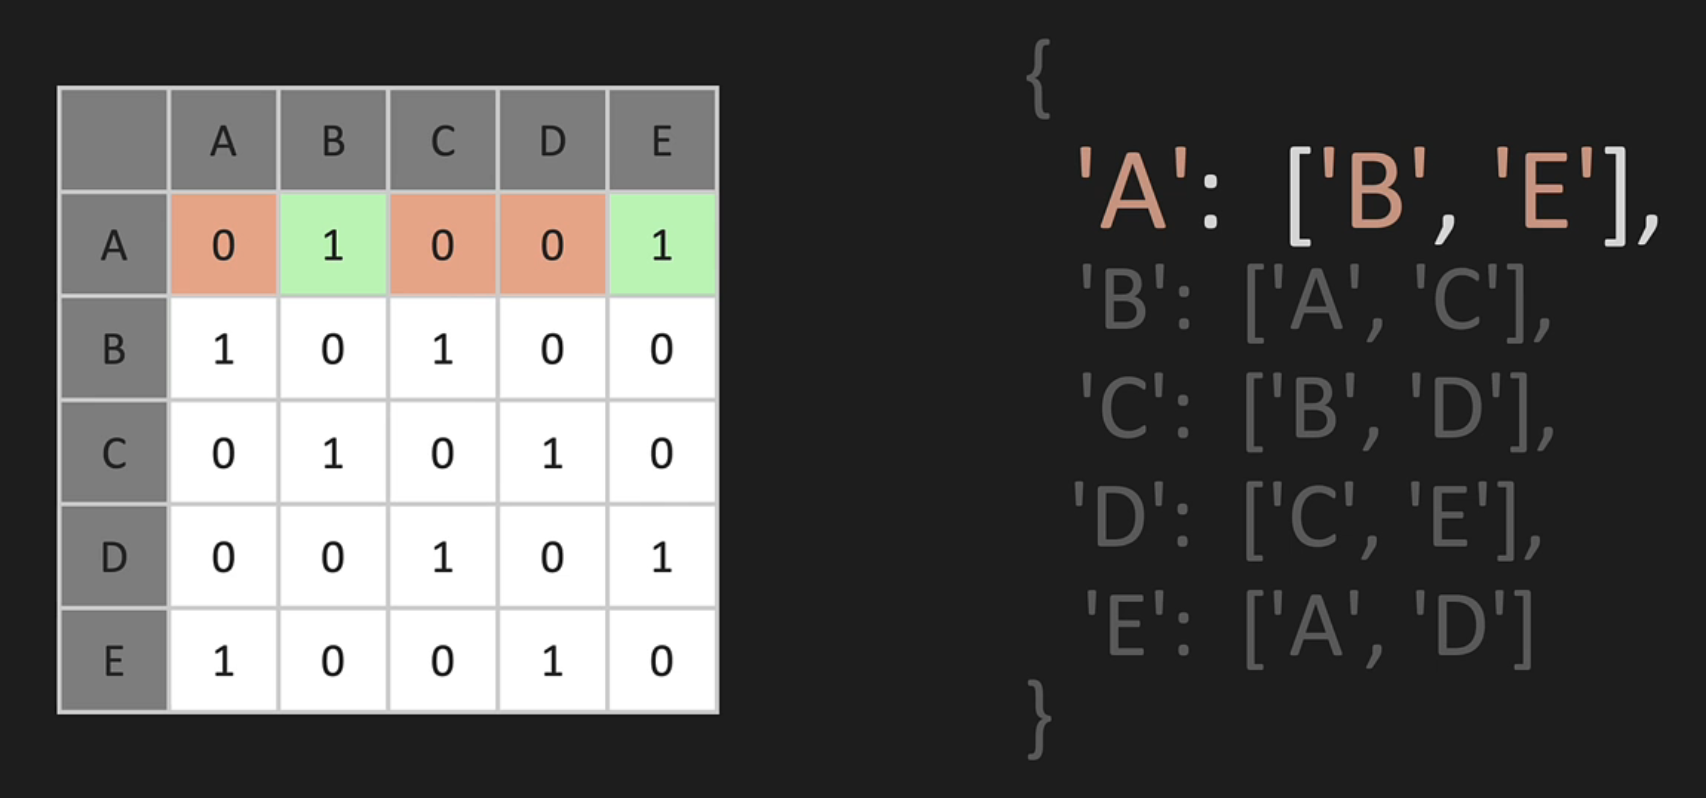 A B C D E
A 0 1 0 0 1
B 1 0 1 0 0
C 0 1 0 1 0
D 0 0 1 0 1
E 1 0 0 1 0
{
'A': ['B', 'E'],
'B': ['A', 'C'],
'C': ['B', 'D'],
'D': ['C', 'E'],
'E': ['A', 'D']
}